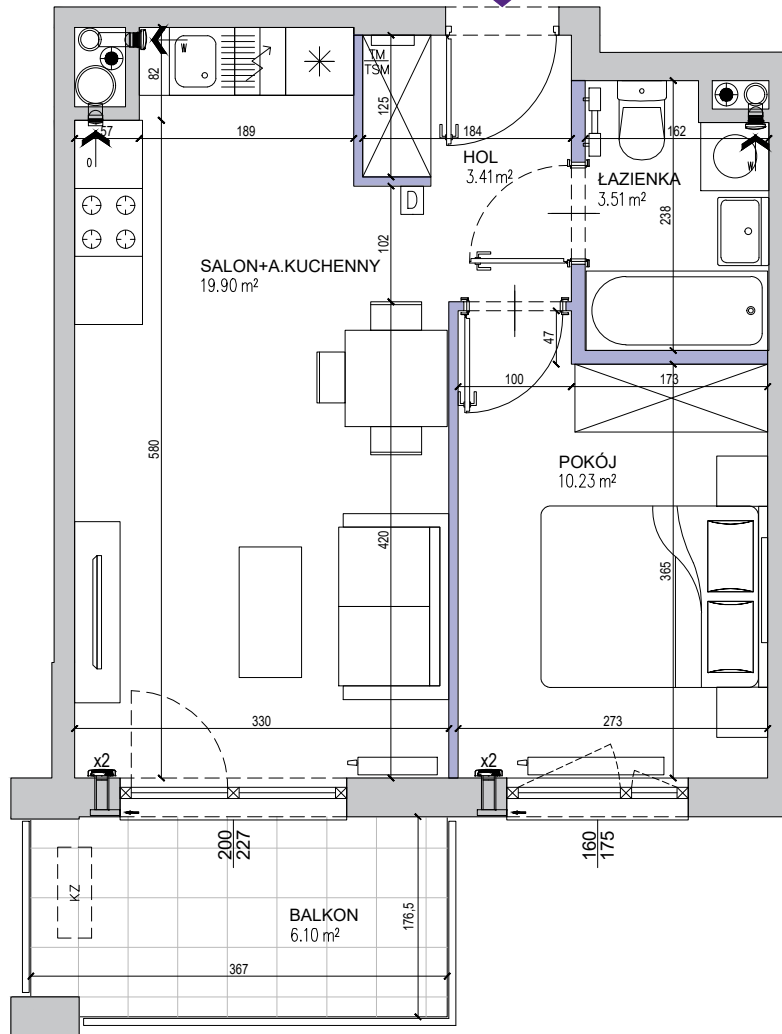 W
TM
TSM
82
125
57
189
184
162
0
HOL
3.41 m²
W
ŁAZIENKA
3.51 m²
D
238
102
SALON+A.KUCHENNY
19.90 m²
47
100
173
580
POKÓJ
10.23 m²
420
365
330
273
x2
x2
200
227
160
175
KZ
BALKON
6.10 m²
176,5
367